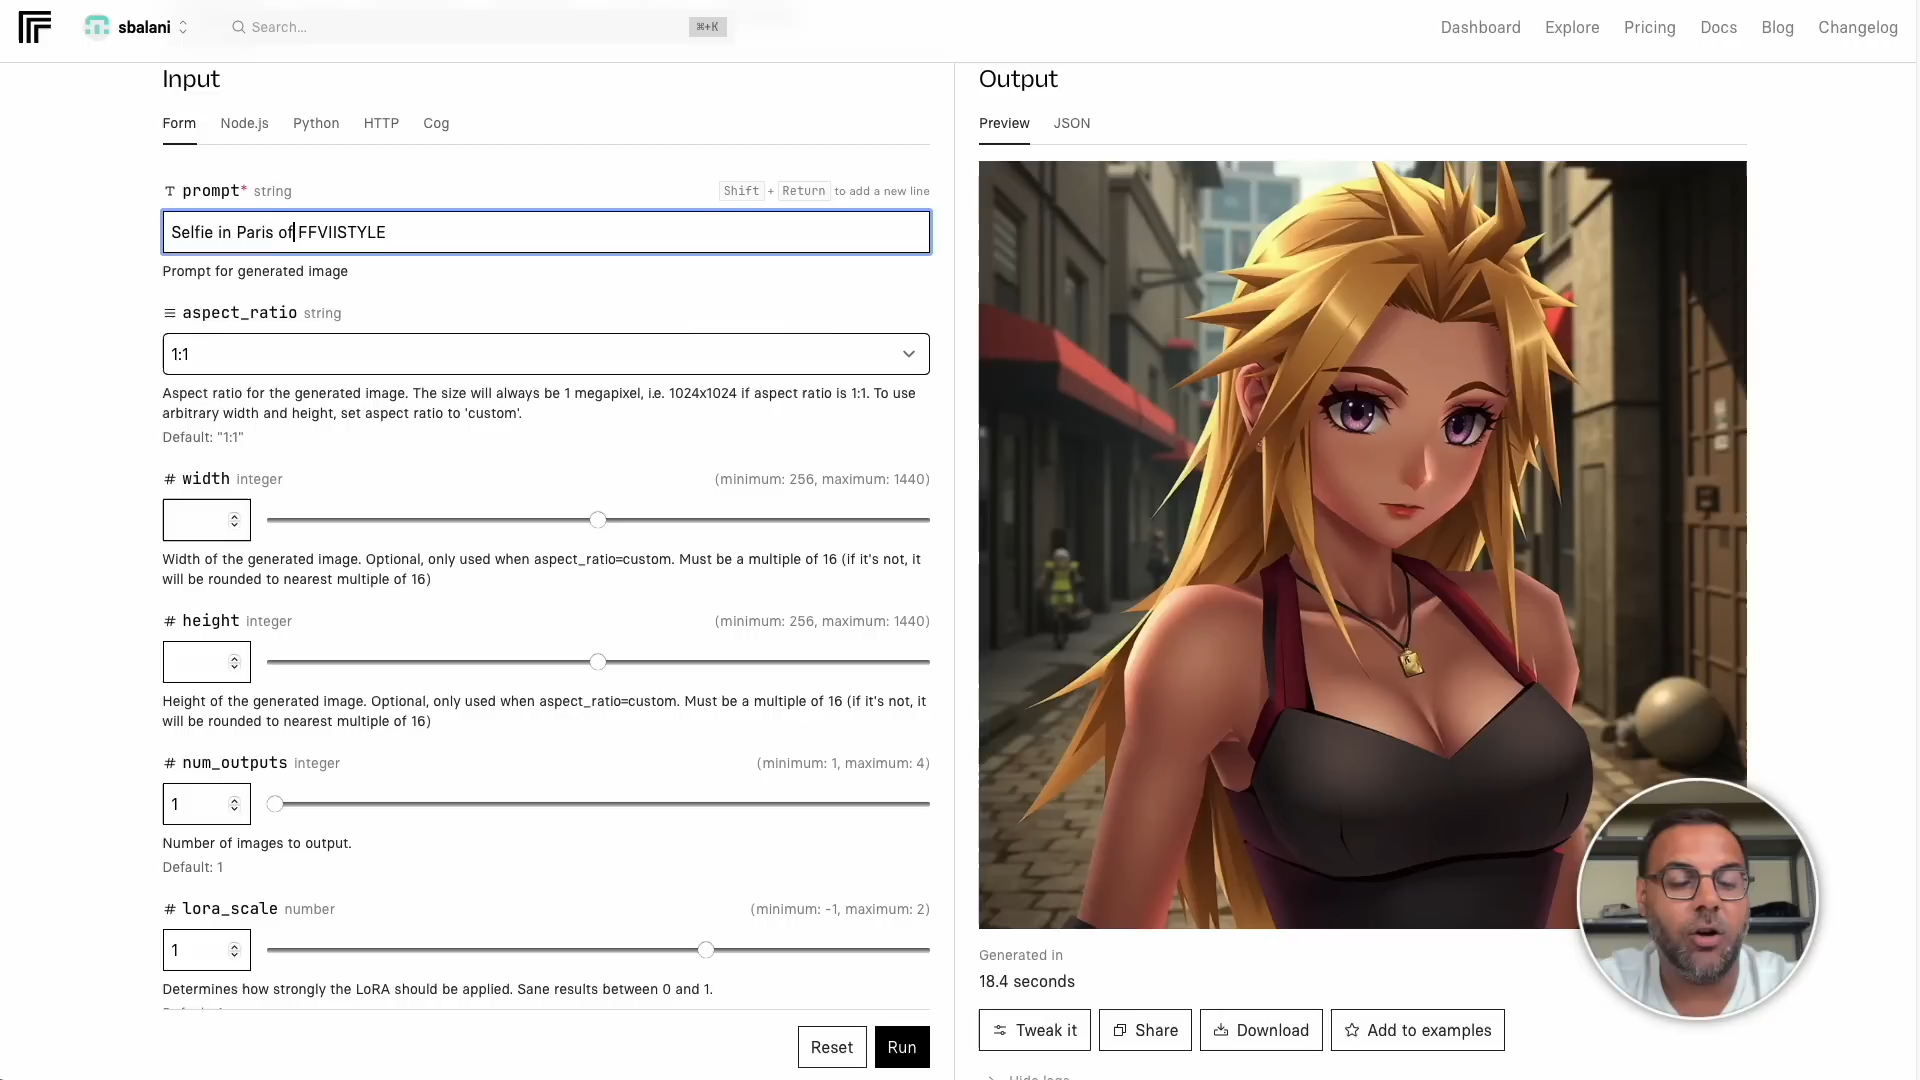 sbalani
Search...
⌘+K
Dashboard
Explore
Pricing
Docs
Blog
Changelog
Input
Form
Node.js
Python
HTTP
Cog
prompt* string
Shift + Return to add a new line
Selfie in Paris of FFVIISTYLE
Prompt for generated image
aspect_ratio string
1:1
Aspect ratio for the generated image. The size will always be 1 megapixel, i.e. 1024x1024 if aspect ratio is 1:1. To use
arbitrary width and height, set aspect ratio to 'custom'.
Default: "1:1"
# width integer
(minimum: 256, maximum: 1440)
Width of the generated image. Optional, only used when aspect_ratio=custom. Must be a multiple of 16 (if it's not, it
will be rounded to nearest multiple of 16)
# height integer
(minimum: 256, maximum: 1440)
Height of the generated image. Optional, only used when aspect_ratio=custom. Must be a multiple of 16 (if it's not, it
will be rounded to nearest multiple of 16)
# num_outputs integer
(minimum: 1, maximum: 4)
1
Number of images to output.
Default: 1
# lora_scale number
(minimum: -1, maximum: 2)
1
Determines how strongly the LoRA should be applied. Sane results between 0 and 1.
Reset
Run
Output
Preview
JSON
Generated in
18.4 seconds
Tweak it
Share
Download
Add to examples
Hide logs